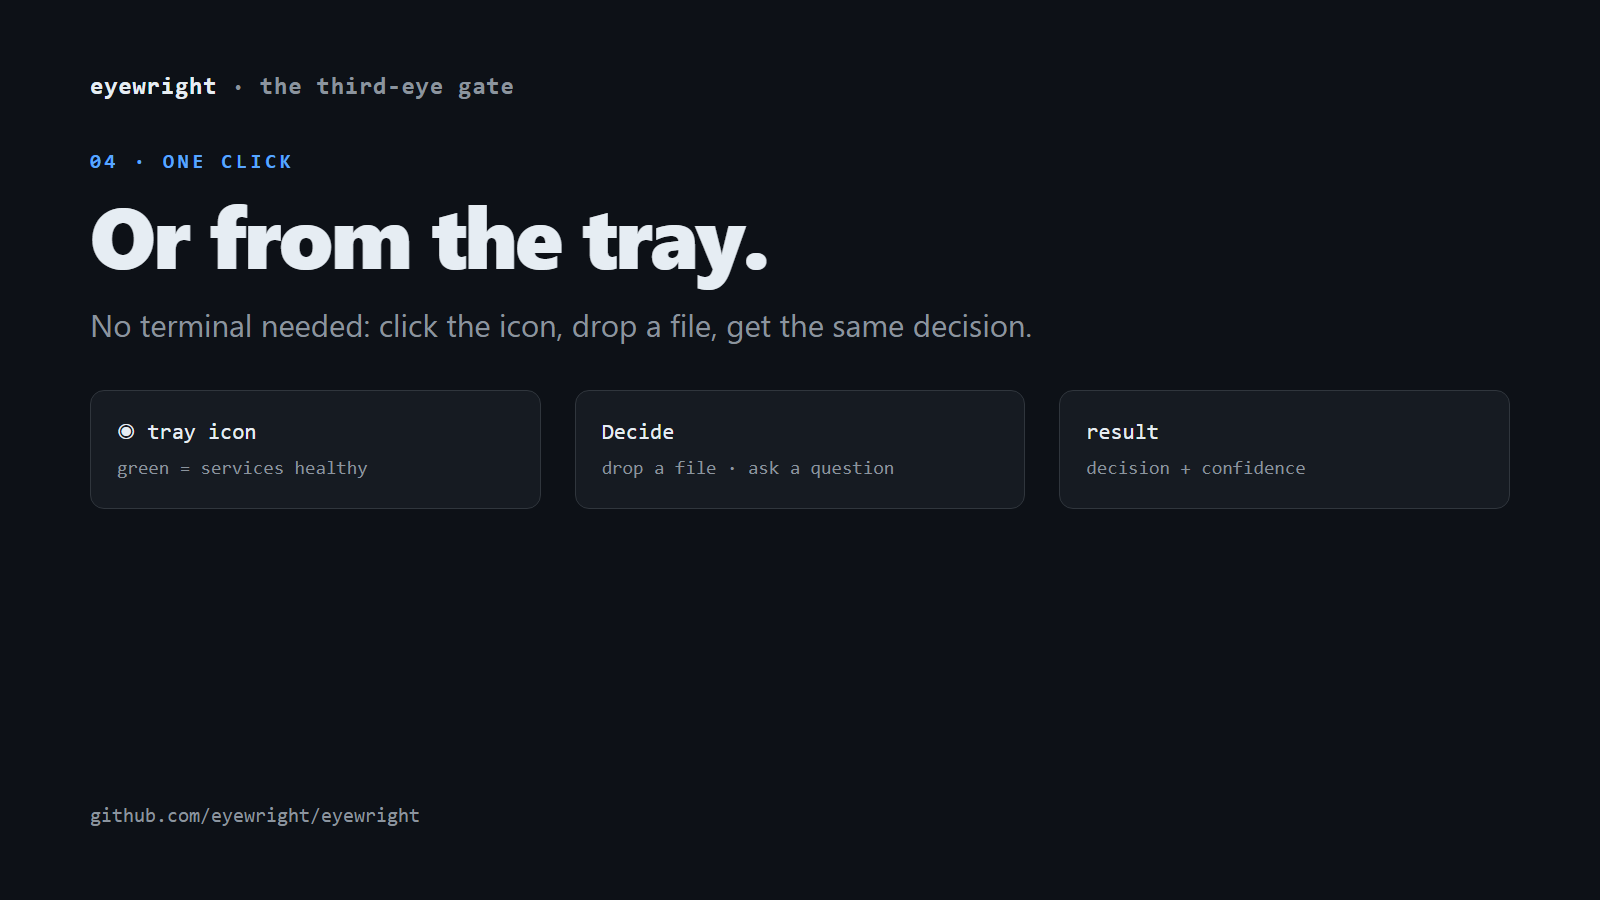 eyewright · the third-eye gate
04 · ONE CLICK
Or from the tray.
No terminal needed: click the icon, drop a file, get the same decision.
◉ tray icon
green = services healthy
Decide
drop a file · ask a question
result
decision + confidence
github.com/eyewright/eyewright